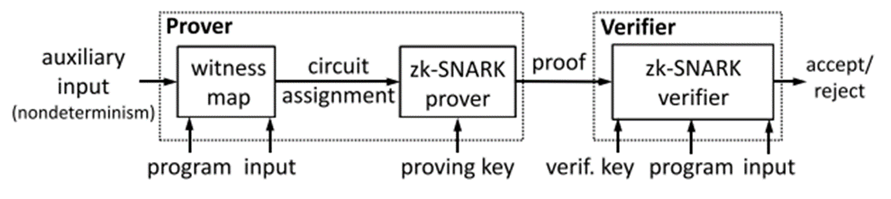 Prover
Verifier
auxiliary
input
(nondeterminism)
witness
map
circuit
assignment
zk-SNARK
prover
proof
zk-SNARK
verifier
accept/
reject
program input
proving key
verif. key program input